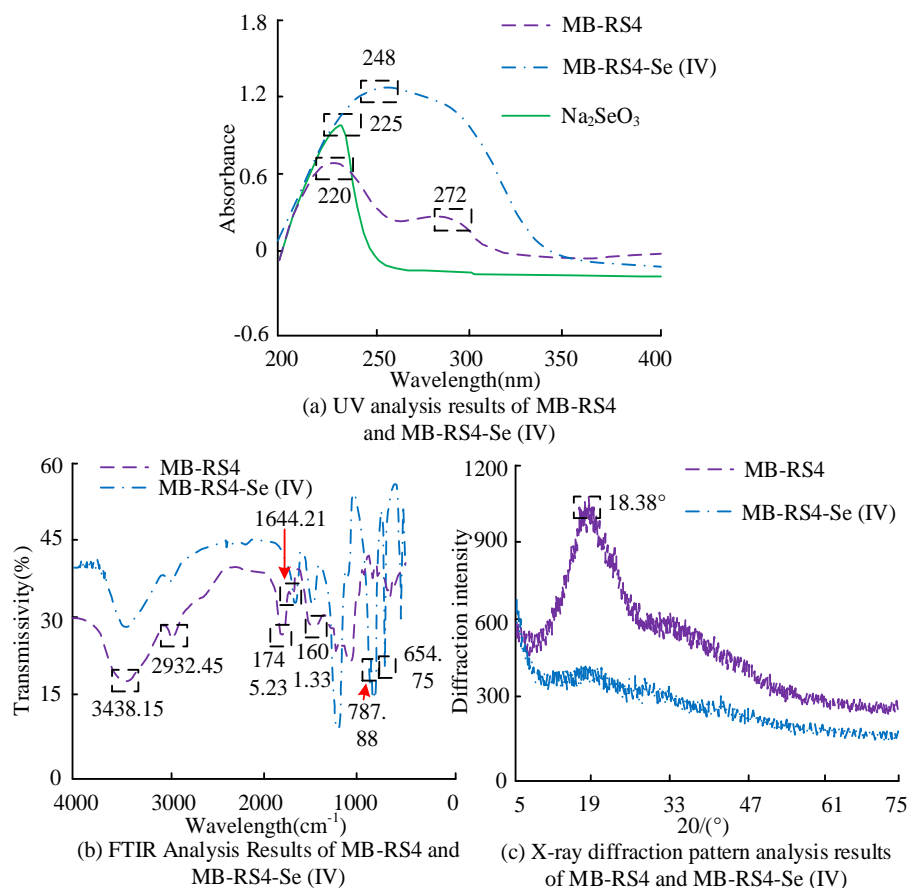 1.8
1.2
0.6
0
-0.6
Absorbance
248
225
220
272
MB-RS4
MB-RS4-Se (IV)
Na₂SeO₃
200
250
300
350
400
Wavelength(nm)
(a) UV analysis results of MB-RS4
and MB-RS4-Se (IV)
60
45
30
15
0
Transmissivity(%)
MB-RS4
MB-RS4-Se (IV)
1644.21
2932.45
3438.15
174
5.23
160.
1.33
787.
88
654.
75
4000
3000
2000
1000
0
Wavelength(cm⁻¹)
(b) FTIR Analysis Results of MB-RS4 and
MB-RS4-Se (IV)
1200
900
600
300
0
Diffraction intensity
18.38°
MB-RS4
MB-RS4-Se (IV)
5
19
33
47
61
75
20/(°)
(c) X-ray diffraction pattern analysis results
of MB-RS4 and MB-RS4-Se (IV)